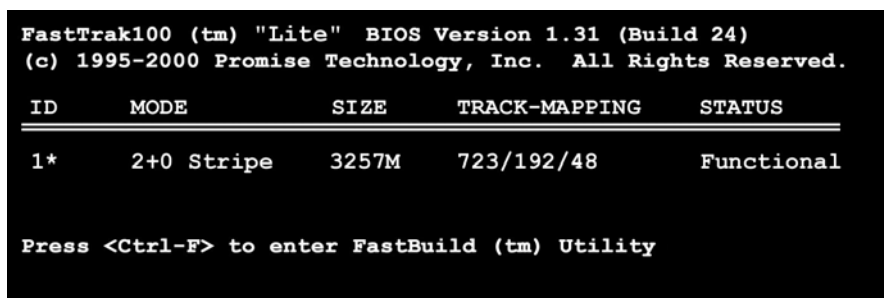 FastTrak100 (tm) "Lite" BIOS Version 1.31 (Build 24)
(c) 1995-2000 Promise Technology, Inc. All Rights Reserved.
ID MODE SIZE TRACK-MAPPING STATUS
1* 2+0 Stripe 3257M 723/192/48 Functional
Press <Ctrl-F> to enter FastBuild (tm) Utility